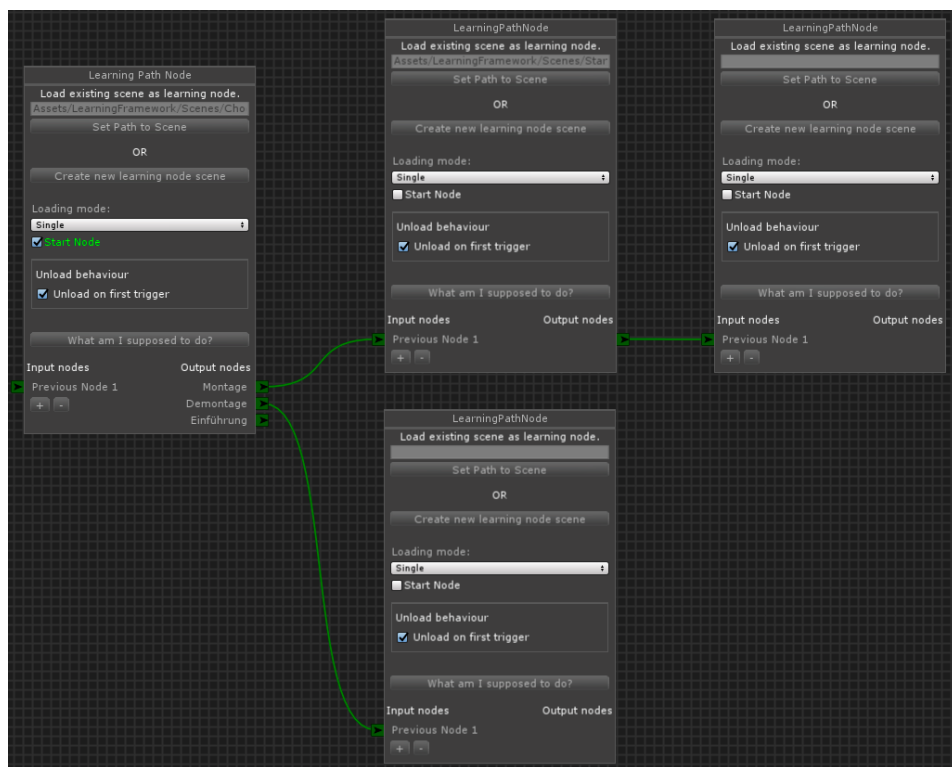 Learning Path Node
Load existing scene as learning node.
Assets/LearningFramework/Scenes/Cho
Set Path to Scene
OR
Create new learning node scene
Loading mode:
Single
Start Node
Unload behaviour
Unload on first trigger
What am I supposed to do?
Input nodes Output nodes
Previous Node 1 Montage
+ - Demontage
Einführung
LearningPathNode
Load existing scene as learning node.
Assets/LearningFramework/Scenes/Star
Set Path to Scene
OR
Create new learning node scene
Loading mode:
Single
Start Node
Unload behaviour
Unload on first trigger
What am I supposed to do?
Input nodes Output nodes
Previous Node 1
+ -
LearningPathNode
Load existing scene as learning node.
Set Path to Scene
OR
Create new learning node scene
Loading mode:
Single
Start Node
Unload behaviour
Unload on first trigger
What am I supposed to do?
Input nodes Output nodes
Previous Node 1
+ -
LearningPathNode
Load existing scene as learning node.
Set Path to Scene
OR
Create new learning node scene
Loading mode:
Single
Start Node
Unload behaviour
Unload on first trigger
What am I supposed to do?
Input nodes Output nodes
Previous Node 1
+ -